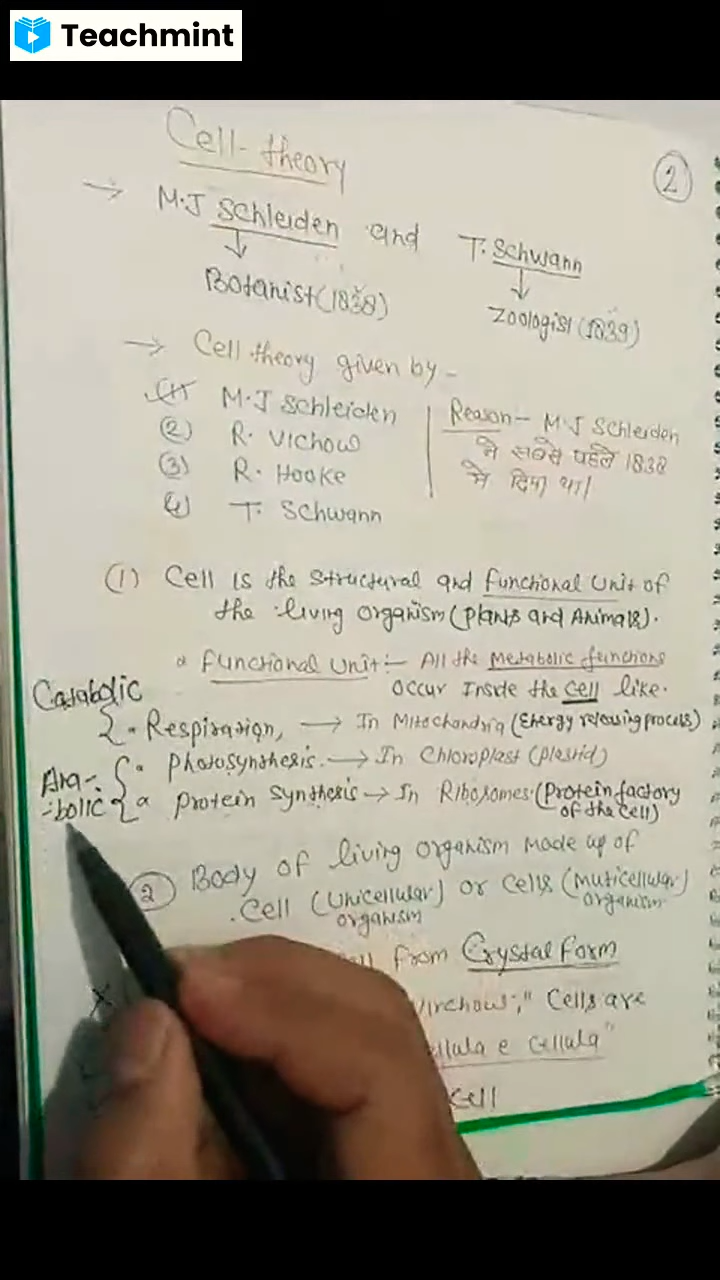 Teachmint
Cell-theory
2
→ M.J Schleiden and T. Schwann
↓ ↓
Botanist (1838) Zoologist (1839)
→ Cell theory given by -
(1) M.J Schleiden
(2) R. Vichow
(3) R. Hooke
(4) T. Schwann
Reason- M.J Schleiden
ने सबसे पहले 1838
मे दिया था।
(1) Cell is the structural and functional unit of
the living organism (Plants and Animals).
Functional Unit :- All the Metabolic functions
occur inside the cell like.
Catabolic
• Respiration, → In Mitochondria (Energy releasing process)
• Photosynthesis. → In Chloroplast (Plastid)
Ana-
-bolic
• Protein Synthesis → In Ribosomes. (Protein factory
of the cell)
(2) Body of living organism made up of
. Cell (Unicellular organism) or Cells (Muticellular organism)
from Crystal Form
Virchow," Cells are
e Cellula"
Cell